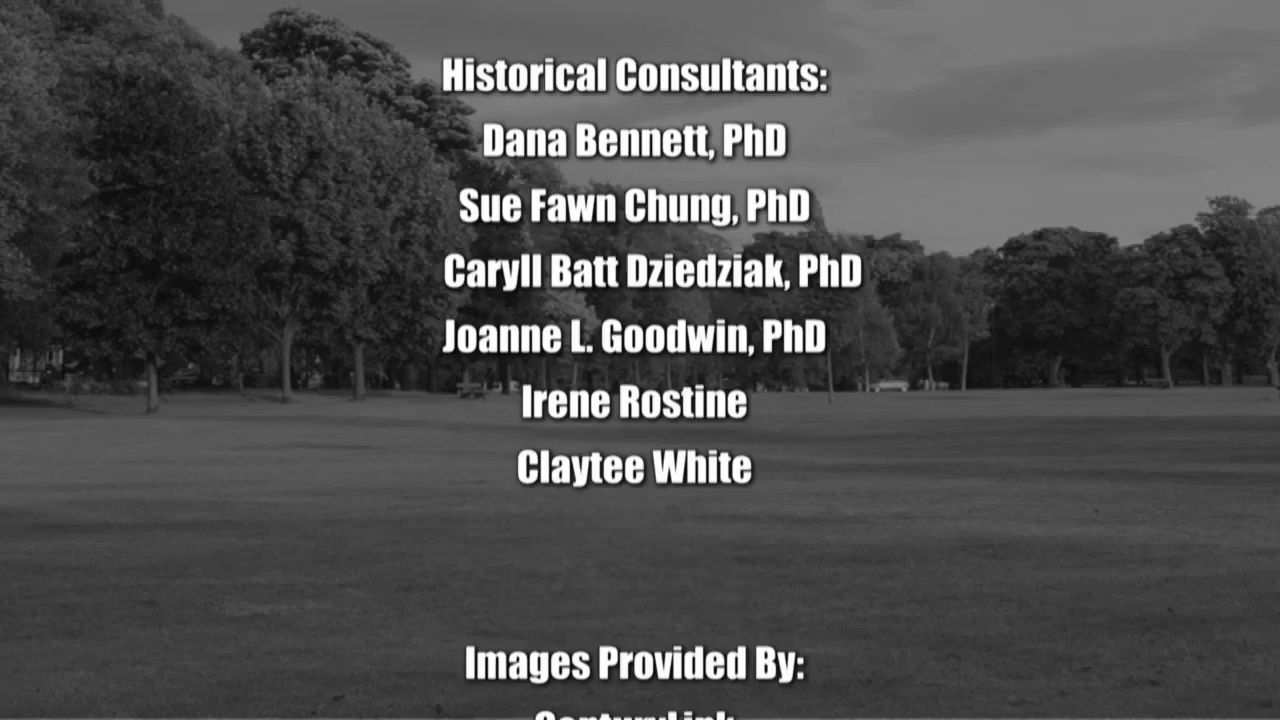 Historical Consultants:
Dana Bennett, PhD
Sue Fawn Chung, PhD
Caryll Batt Dziedziak, PhD
Joanne L. Goodwin, PhD
Irene Rostine
Claytee White
Images Provided By:
CenturyLink